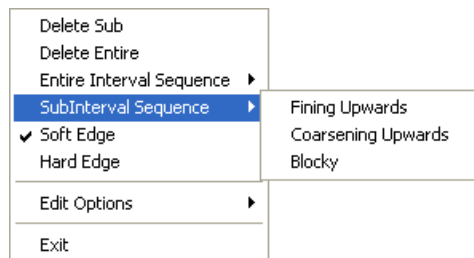 Delete Sub
Delete Entire
Entire Interval Sequence
SubInterval Sequence
Fining Upwards
Coarsening Upwards
Blocky
Soft Edge
Hard Edge
Edit Options
Exit